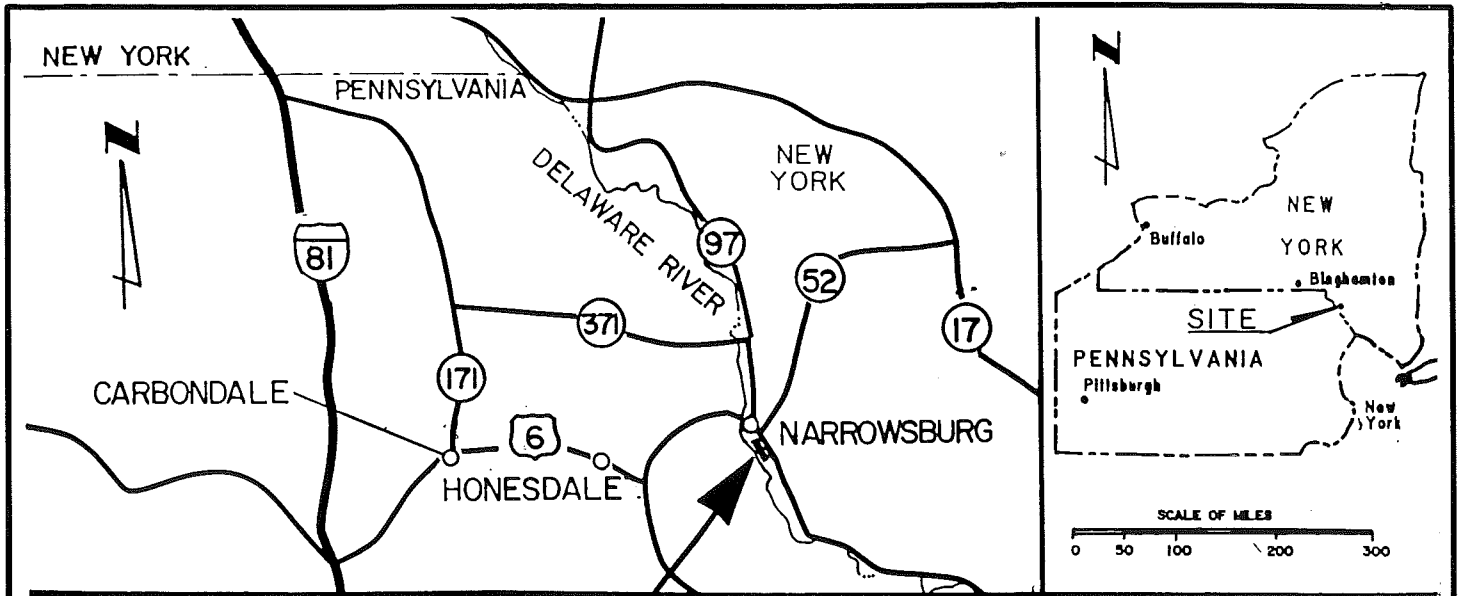 NEW YORK
PENNSYLVANIA
N
DELAWARE RIVER
NEW
YORK
81
97
52
371
17
171
CARBONDALE
6
HONESDALE
NARROWSBURG
N
NEW
YORK
Buffalo
Binghamton
SITE
PENNSYLVANIA
Pittsburgh
New
York
SCALE OF MILES
0 50 100 200 300